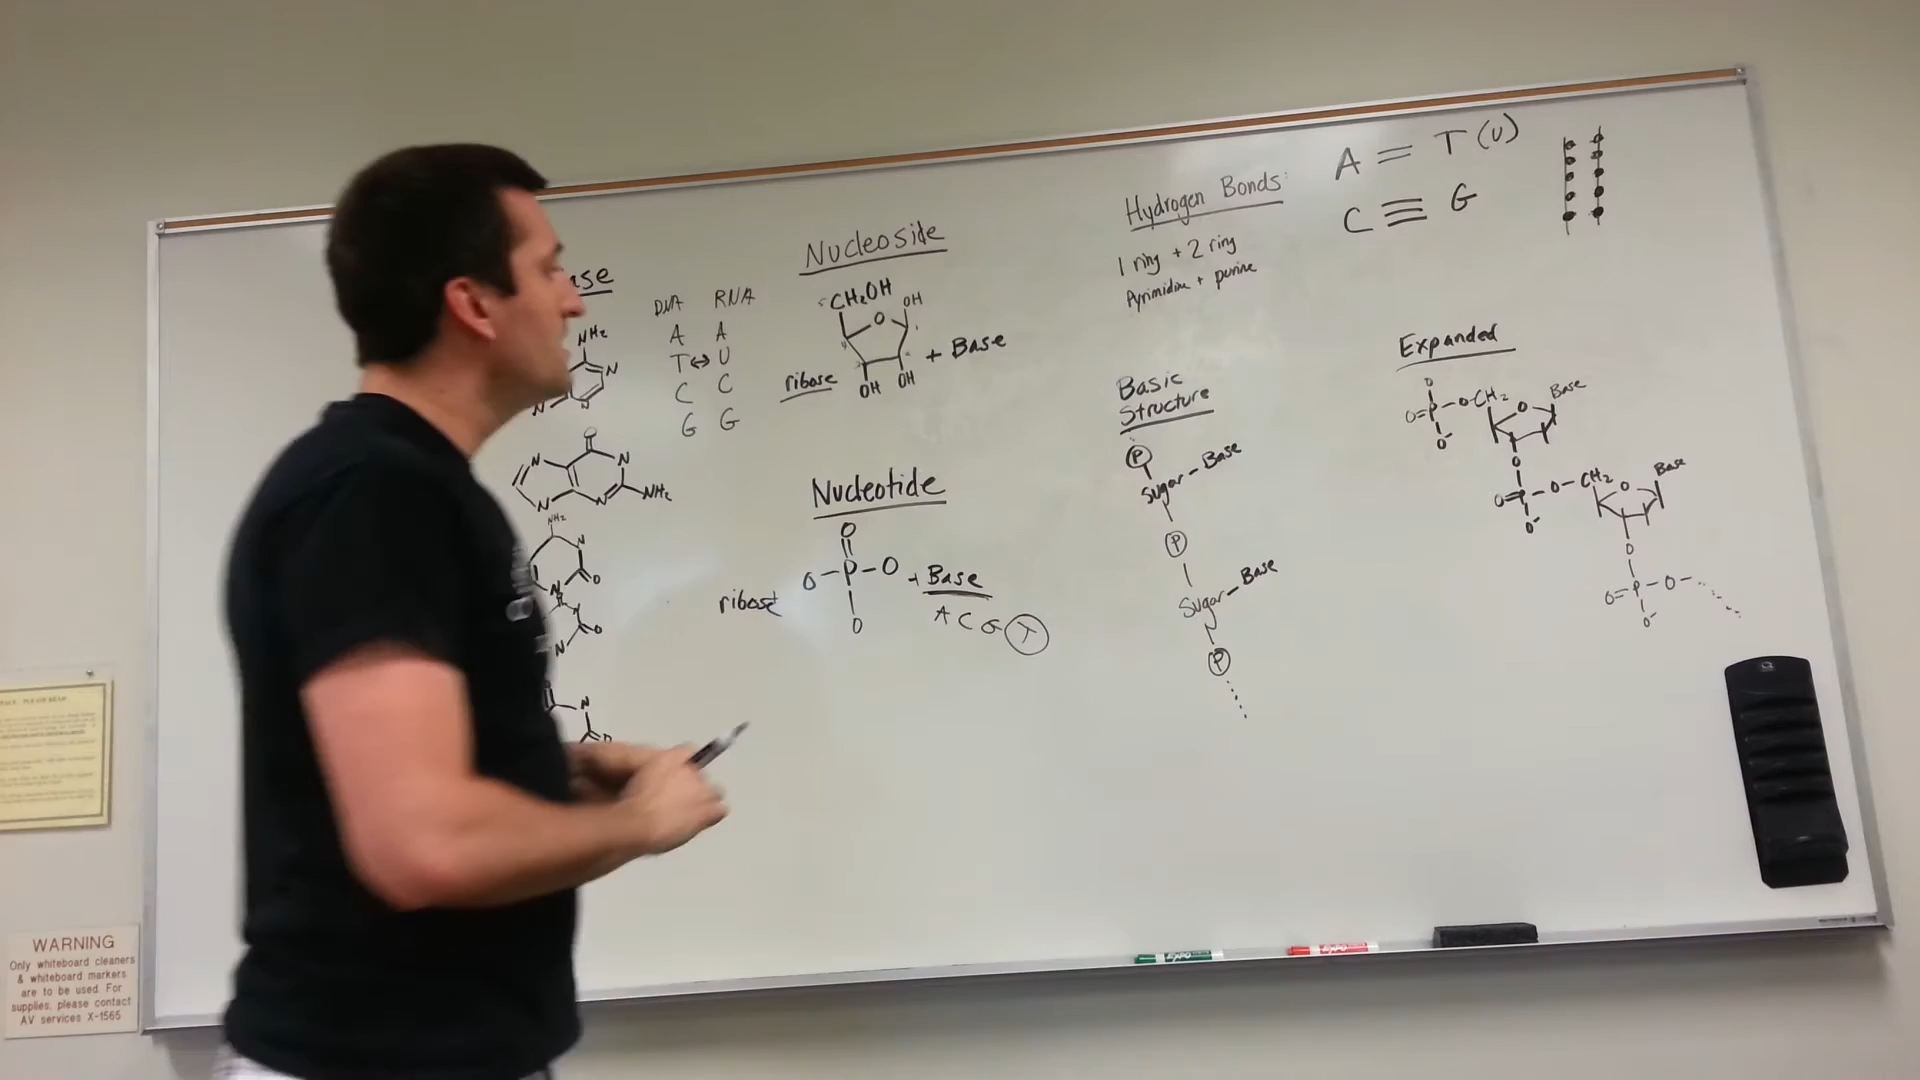 DNA RNA
A A
T↔U
C C
G G
NH₂
N
N
N
O
N
N
NH₂
N
N
NH₂
N
O
N
O
N
N
Nucleoside
CH₂OH
OH
O
+ Base
ribose
OH OH
Nucleotide
O
O-P-O + Base
O
ribose
A C G T
Hydrogen Bonds:
1 ring + 2 ring
Pyrimidine + purine
A = T (U)
C ≡ G
Basic
Structure
P
Sugar - Base
P
Sugar - Base
P
Expanded
O
O=P-O-CH₂ O Base
O⁻
O
O=P-O-CH₂ O Base
O⁻
O
O=P-O-
O⁻
EXPO
EXPO
WARNING
Only whiteboard cleaners
& whiteboard markers
are to be used. For
supplies, please contact
AV services X-1565